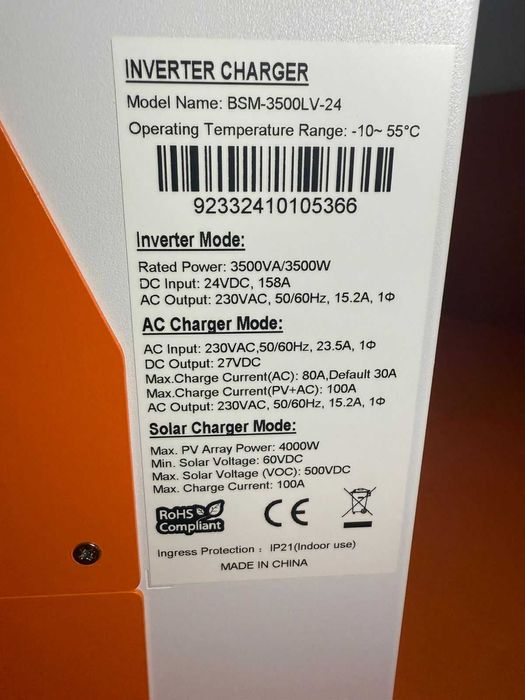 INVERTER CHARGER
Model Name: BSM-3500LV-24
Operating Temperature Range: -10~ 55°C
92332410105366
Inverter Mode:
Rated Power: 3500VA/3500W
DC Input: 24VDC, 158A
AC Output: 230VAC, 50/60Hz, 15.2A, 1Φ
AC Charger Mode:
AC Input: 230VAC,50/60Hz, 23.5A, 1Φ
DC Output: 27VDC
Max.Charge Current(AC): 80A,Default 30A
Max.Charge Current(PV+AC): 100A
AC Output: 230VAC, 50/60Hz, 15.2A, 1Φ
Solar Charger Mode:
Max. PV Array Power: 4000W
Min. Solar Voltage: 60VDC
Max. Solar Voltage (VOC): 500VDC
Max. Charge Current: 100A
RoHS
Compliant
CE
Ingress Protection : IP21(Indoor use)
MADE IN CHINA